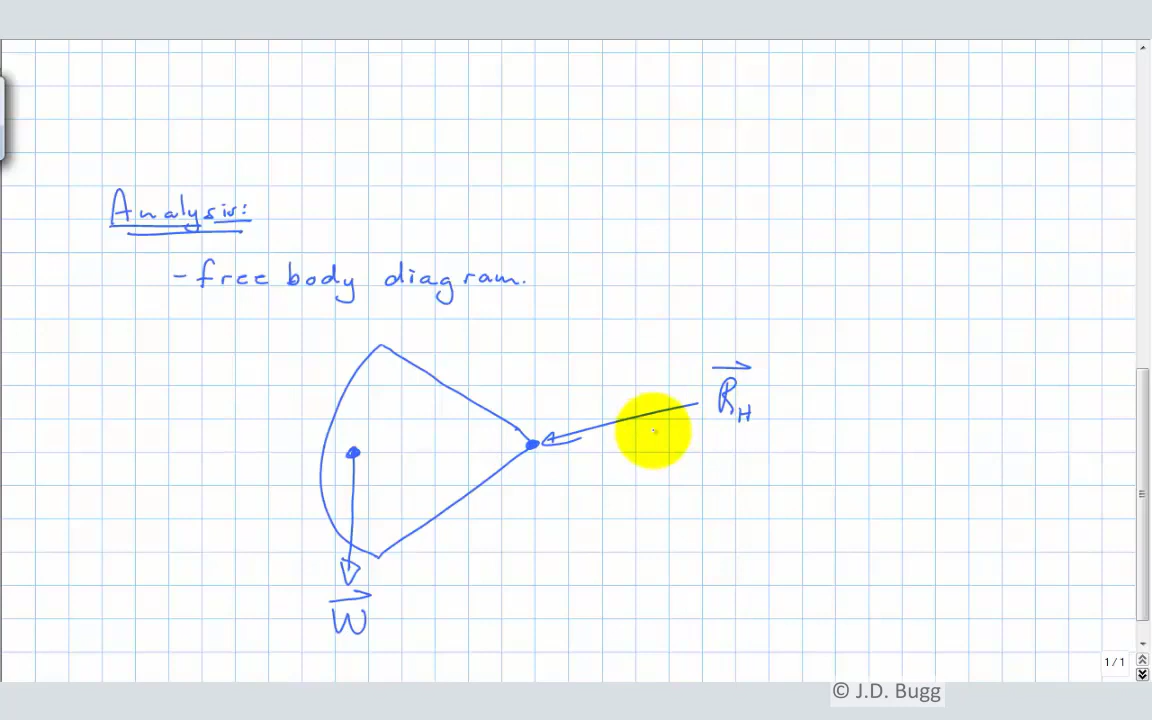 Analysis:
- free body diagram.
R_H
W
1 / 1
© J.D. Bugg